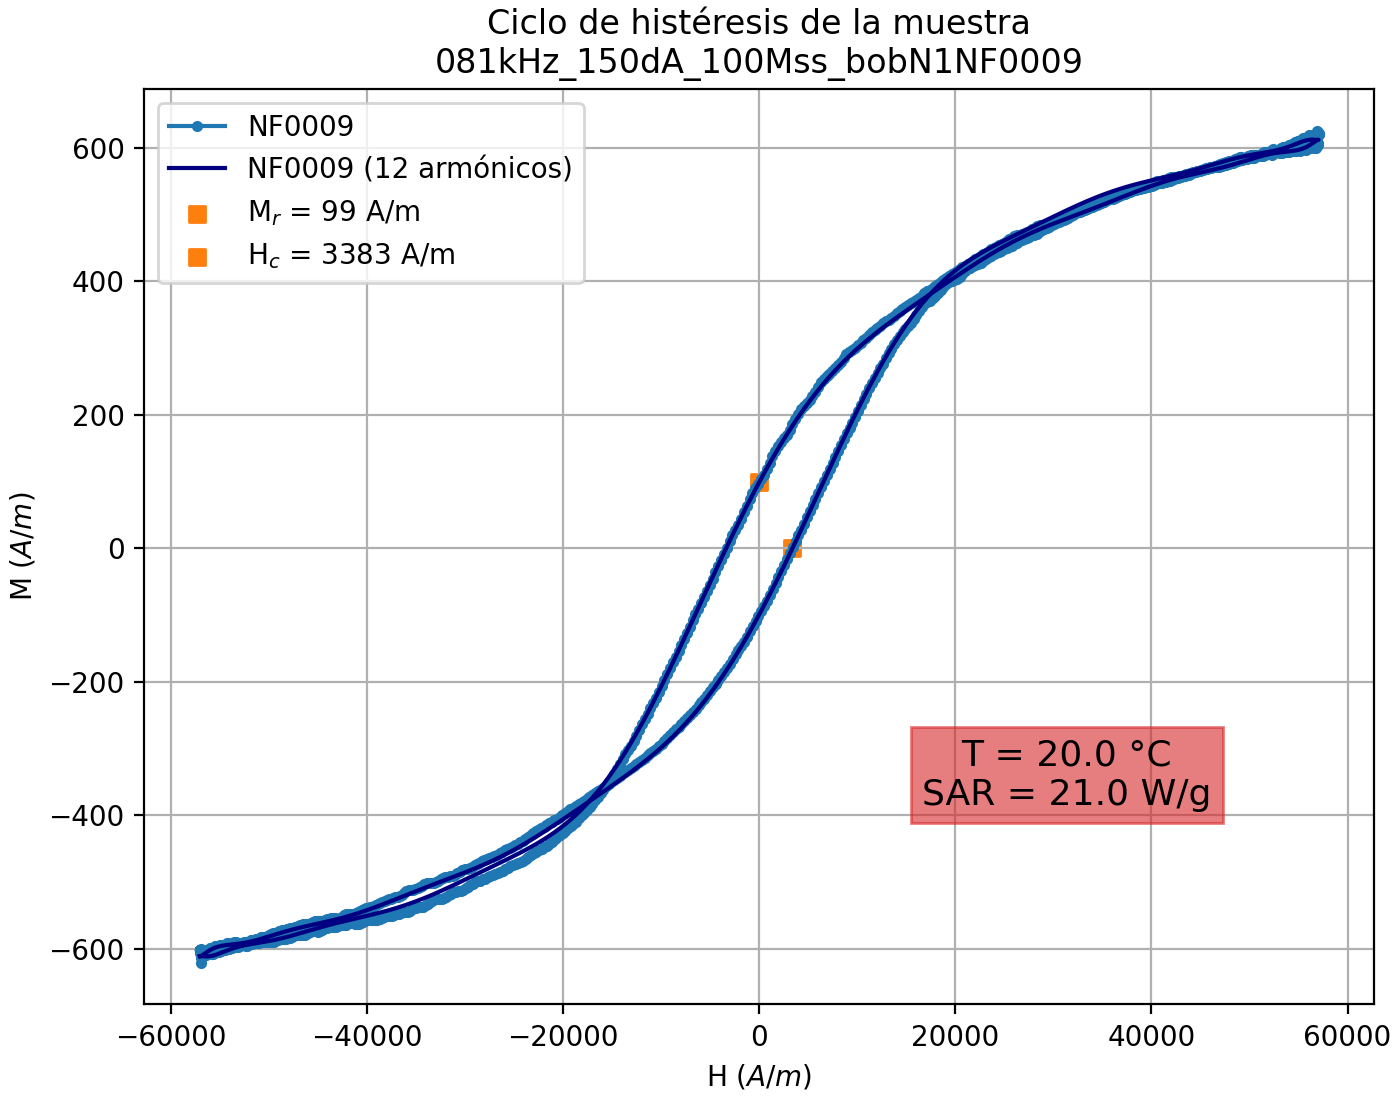 Ciclo de histéresis de la muestra
081kHz_150dA_100Mss_bobN1NF0009
NF0009
NF0009 (12 armónicos)
Mᵣ = 99 A/m
H_c = 3383 A/m
600
400
200
0
−200
−400
−600
M (A/m)
T = 20.0 °C
SAR = 21.0 W/g
−60000 −40000 −20000 0 20000 40000 60000
H (A/m)